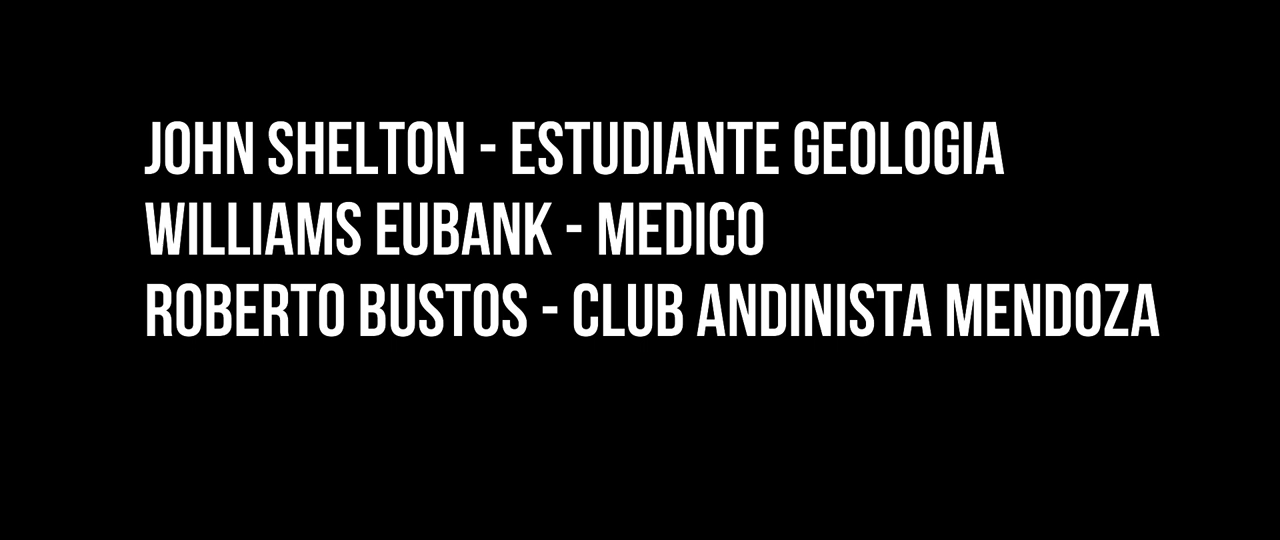 JOHN SHELTON - ESTUDIANTE GEOLOGIA
WILLIAMS EUBANK - MEDICO
ROBERTO BUSTOS - CLUB ANDINISTA MENDOZA